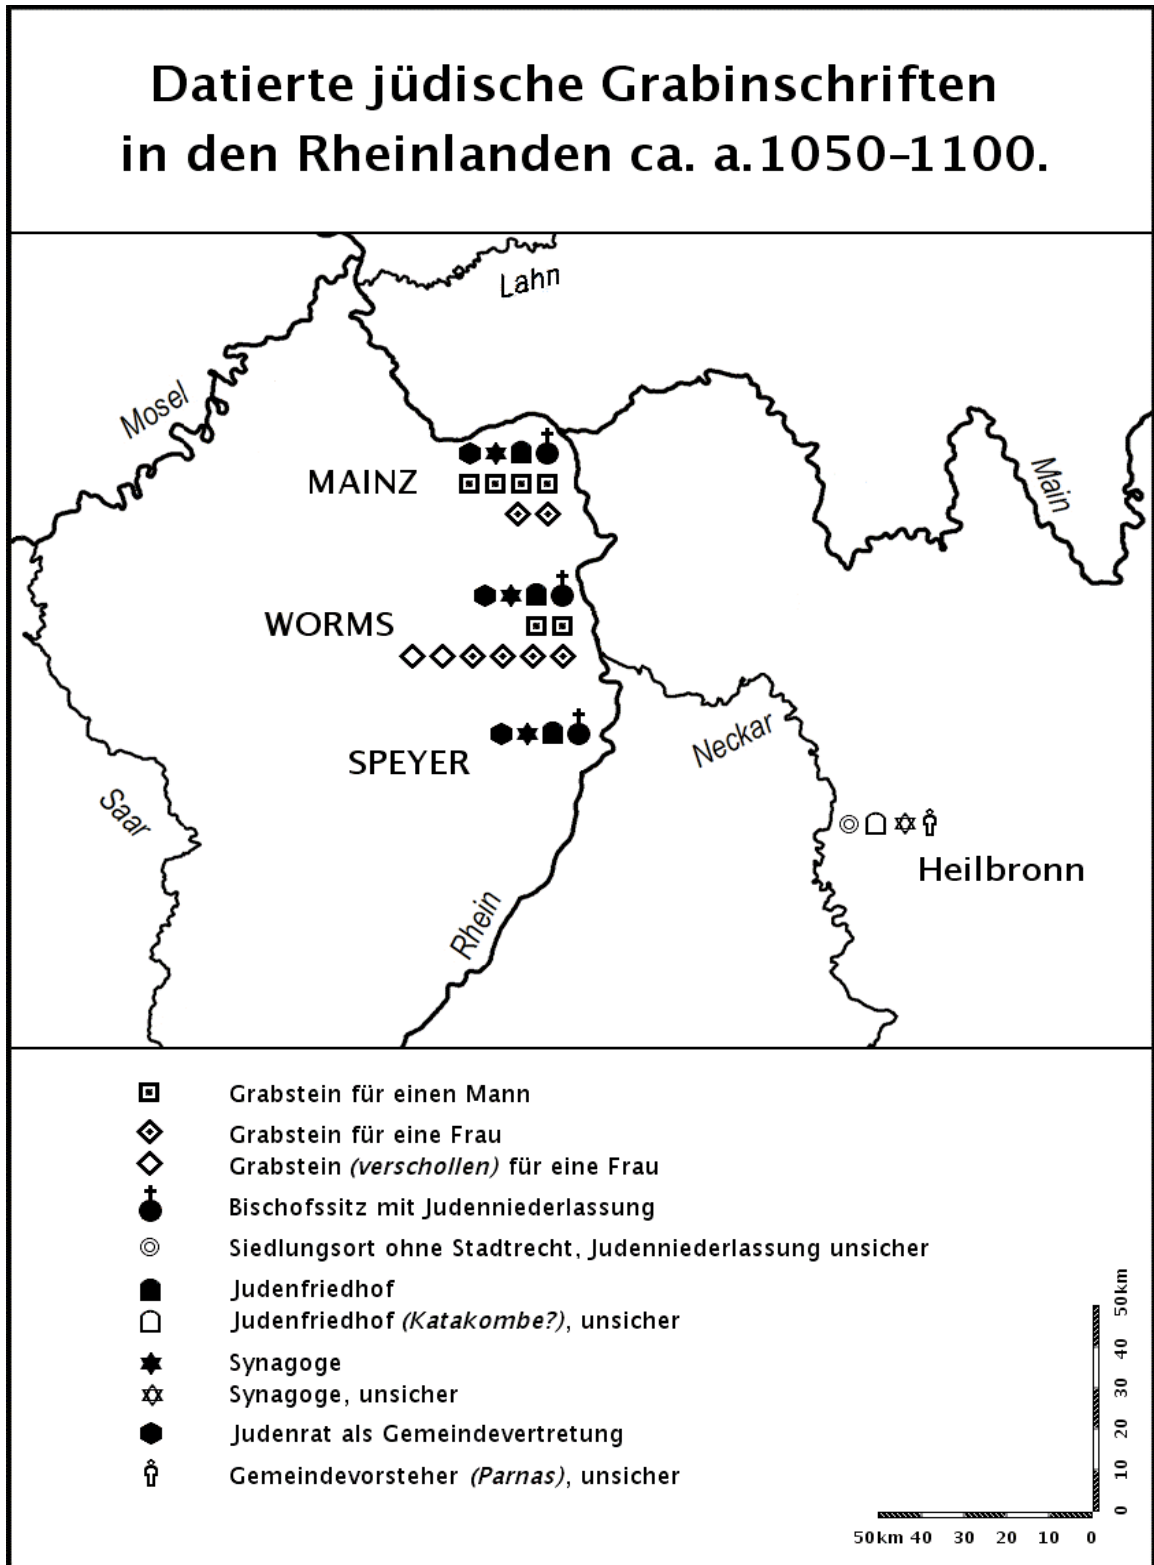 Datierte jüdische Grabinschriften
in den Rheinlanden ca. a.1050–1100.
Lahn
Mosel
MAINZ
Main
WORMS
Neckar
SPEYER
Saar
Heilbronn
Rhein
Grabstein für einen Mann
Grabstein für eine Frau
Grabstein (verschollen) für eine Frau
Bischofssitz mit Judenniederlassung
Siedlungsort ohne Stadtrecht, Judenniederlassung unsicher
Judenfriedhof
Judenfriedhof (Katakombe?), unsicher
Synagoge
Synagoge, unsicher
Judenrat als Gemeindevertretung
Gemeindevorsteher (Parnas), unsicher
50km
40
30
20
10
0
50km 40 30 20 10 0